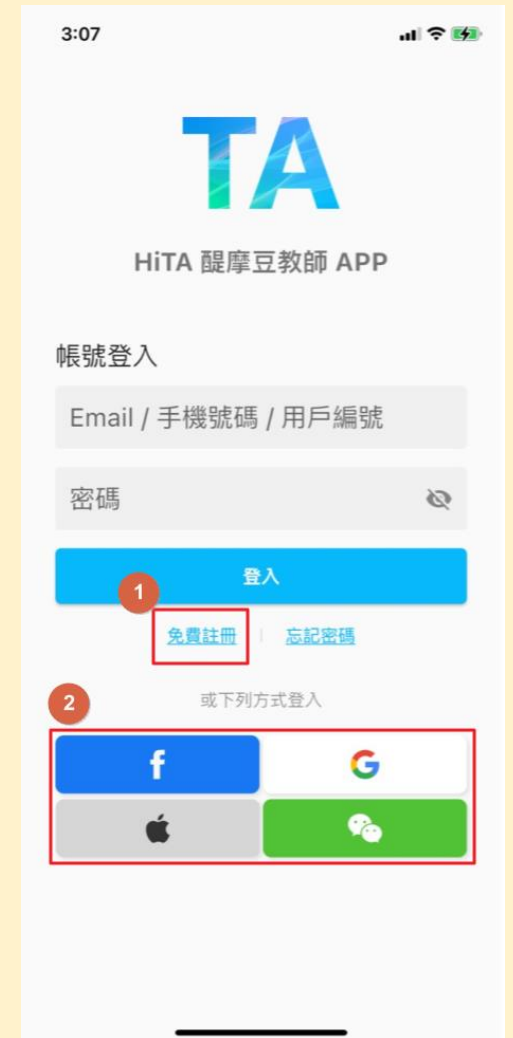 3:07
TA
HiTA 醍摩豆教師 APP
帳號登入
Email / 手機號碼 / 用戶編號
密碼
登入
1
免費註冊 | 忘記密碼
2
或下列方式登入
f G